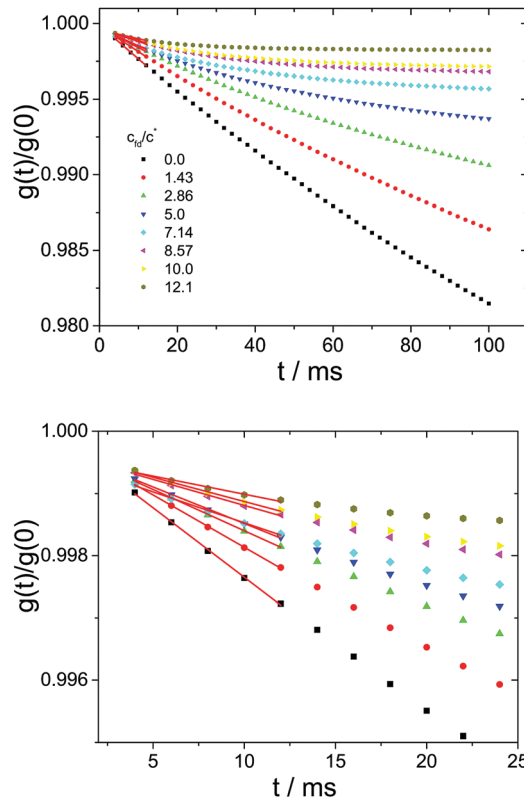 1.000
0.995
0.990
0.985
0.980
g(t)/g(0)
c_fd/c*
0.0
1.43
2.86
5.0
7.14
8.57
10.0
12.1
0 20 40 60 80 100
t / ms
1.000
0.998
0.996
g(t)/g(0)
5 10 15 20 25
t / ms